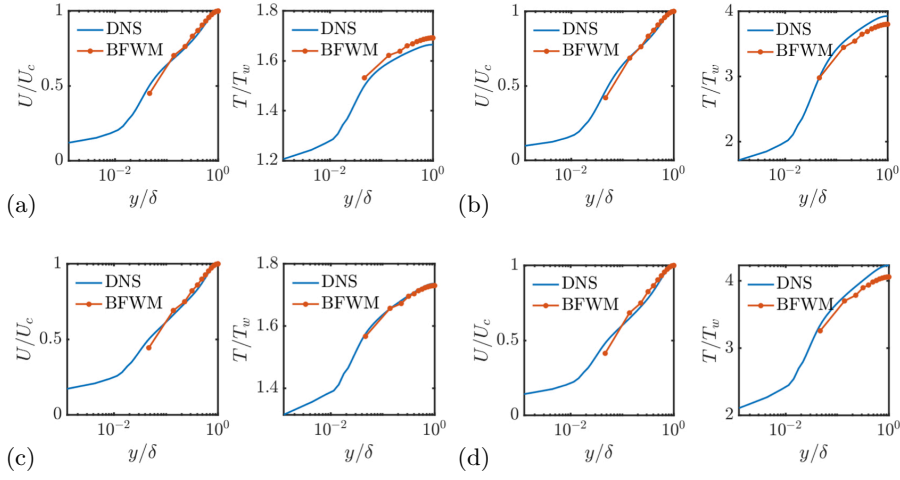 1
0.5
0
U/U_c
DNS
BFWM
10^{-2} 10^0
y/δ
1.8
1.6
1.4
1.2
T/T_w
DNS
BFWM
10^{-2} 10^0
y/δ
(a)
1
0.5
0
U/U_c
DNS
BFWM
10^{-2} 10^0
y/δ
4
3
2
T/T_w
DNS
BFWM
10^{-2} 10^0
y/δ
(b)
1
0.5
0
U/U_c
DNS
BFWM
10^{-2} 10^0
y/δ
1.8
1.6
1.4
T/T_w
DNS
BFWM
10^{-2} 10^0
y/δ
(c)
1
0.5
0
U/U_c
DNS
BFWM
10^{-2} 10^0
y/δ
4
3
2
T/T_w
DNS
BFWM
10^{-2} 10^0
y/δ
(d)